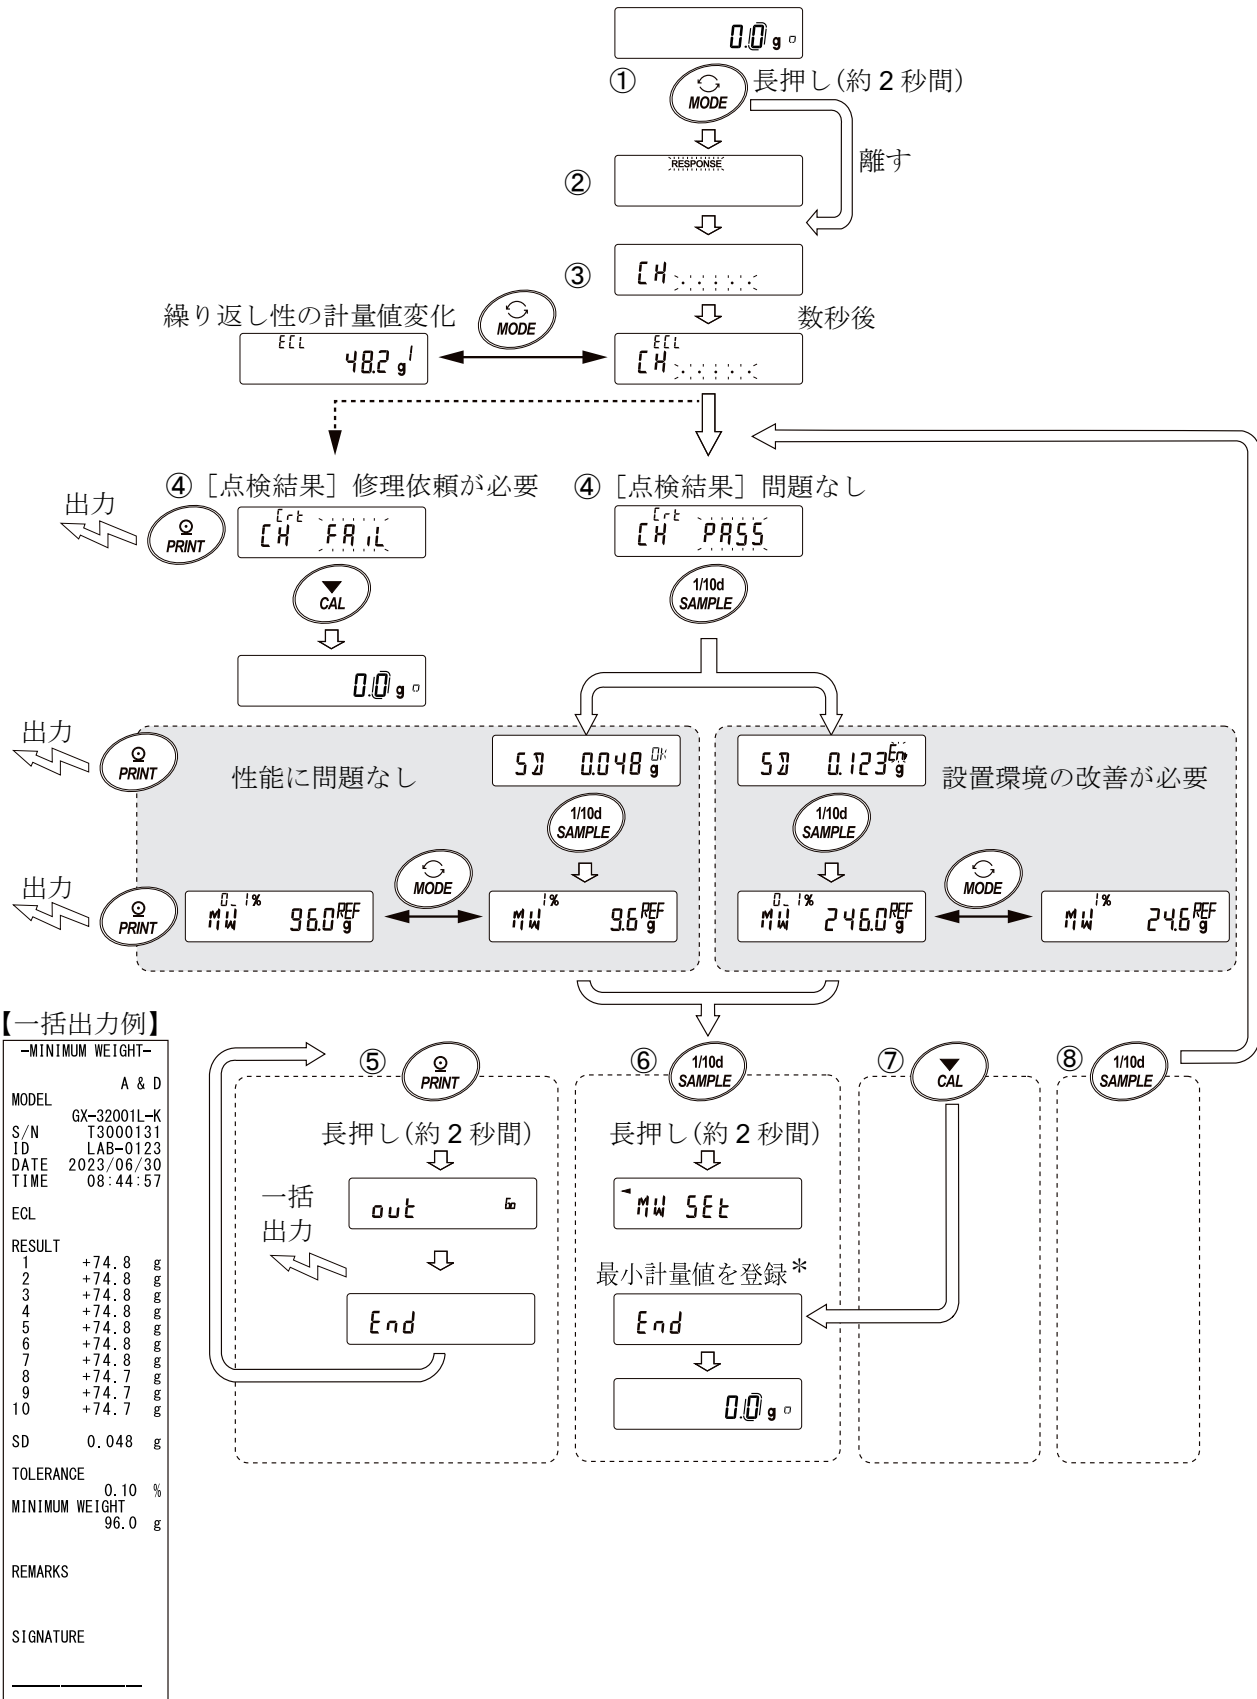 0.0 g
① MODE 長押し(約 2 秒間)
離す
② RESPONSE
③ CH
数秒後
繰り返し性の計量値変化
MODE
ECL
48.2 g
ECL
CH
④ [点検結果] 修理依頼が必要
④ [点検結果] 問題なし
出力
PRINT
Crt
CH FAiL
Crt
CH PASS
CAL
1/10d
SAMPLE
0.0 g
出力
PRINT
性能に問題なし
SD 0.048 g OK
SD 0.123 g
設置環境の改善が必要
1/10d
SAMPLE
1/10d
SAMPLE
出力
PRINT
MW 0_1% 96.0 g REF
MODE
MW 1% 9.6 g REF
MW 0_1% 246.0 g REF
MODE
MW 1% 24.6 g REF
⑤ PRINT
長押し(約 2 秒間)
out Go
一括
出力
End
⑥ 1/10d
SAMPLE
長押し(約 2 秒間)
MW SEt
最小計量値を登録*
End
0.0 g
⑦ CAL
⑧ 1/10d
SAMPLE
【一括出力例】
-MINIMUM WEIGHT-
A & D
MODEL
GX-32001L-K
S/N T3000131
ID LAB-0123
DATE 2023/06/30
TIME 08:44:57
ECL
RESULT
1 +74.8 g
2 +74.8 g
3 +74.8 g
4 +74.8 g
5 +74.8 g
6 +74.8 g
7 +74.8 g
8 +74.7 g
9 +74.7 g
10 +74.7 g
SD 0.048 g
TOLERANCE
0.10 %
MINIMUM WEIGHT
96.0 g
REMARKS
SIGNATURE